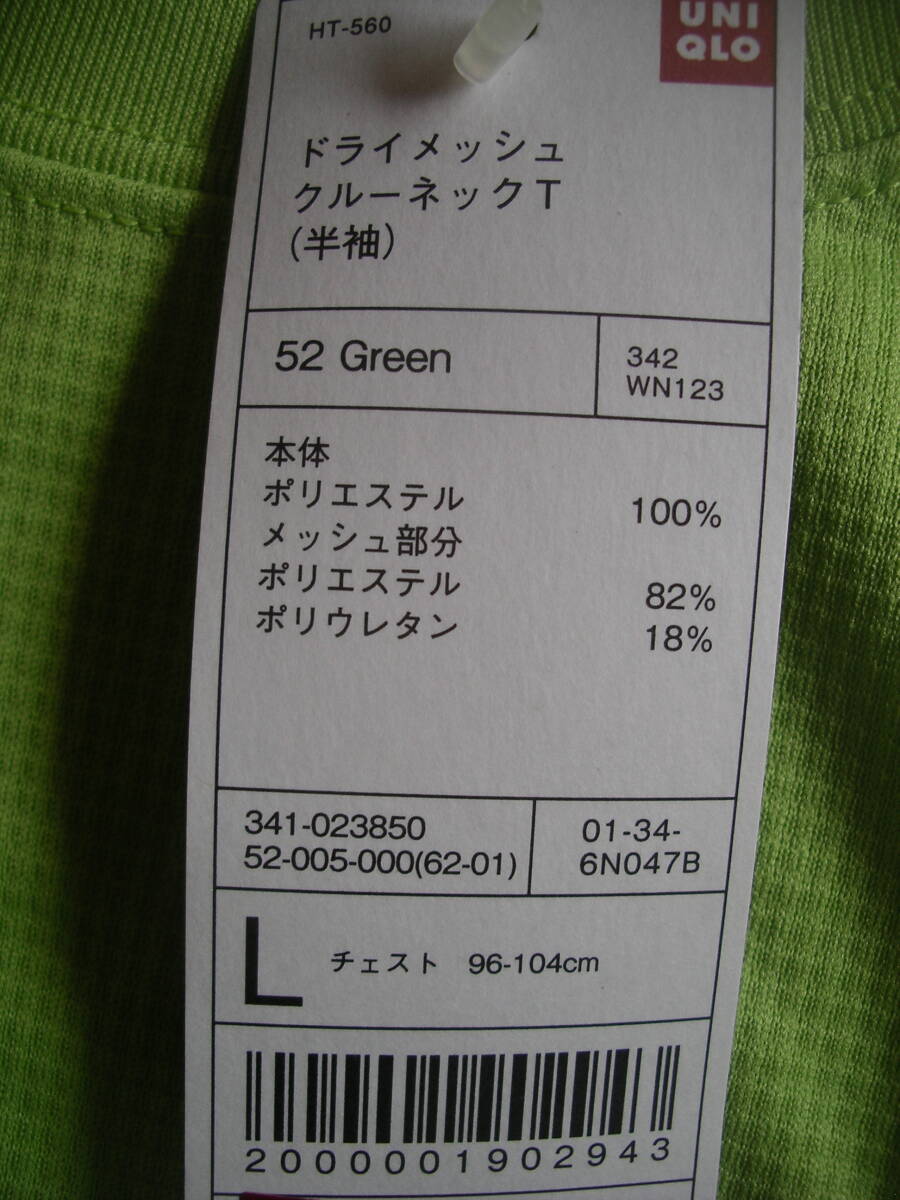 HT-560
UNI
QLO
ドライメッシュ
クルーネックT
(半袖)
52 Green
342
WN123
本体
ポリエステル 100%
メッシュ部分
ポリエステル 82%
ポリウレタン 18%
341-023850
52-005-000(62-01)
01-34-
6N047B
L チェスト 96-104cm
2000001902943